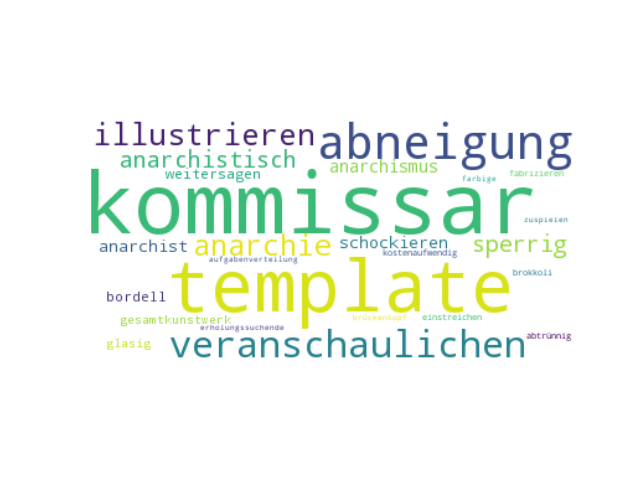 illustrieren abneigung
anarchistisch anarchismus
weitersagen farbige fabrizieren
kommissar
zuspielen
anarchist anarchie schockieren sperrig
aufgabenverteilung kostenaufwendig
template brokkoli
bordell
gesamtkunstwerk brückenkopf einstreichen
erholungssuchende
glasig veranschaulichen abtrünnig